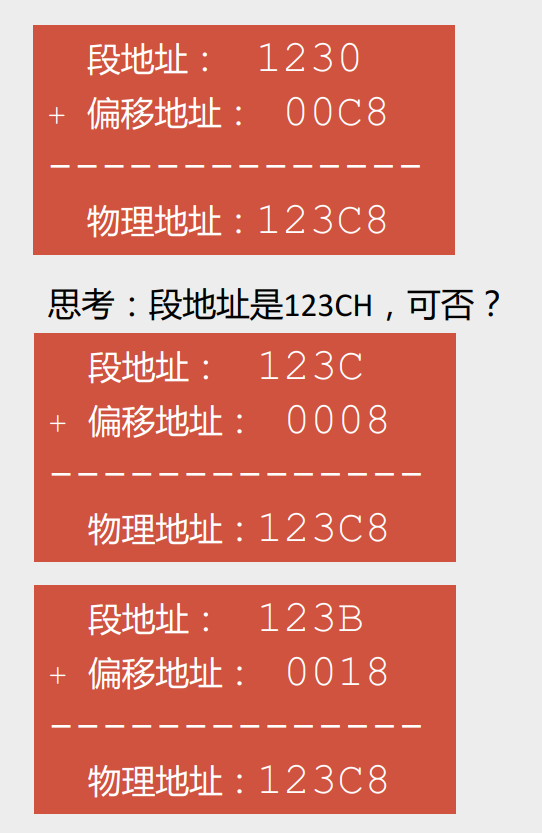 段地址： 1230
+ 偏移地址： 00C8
--------------
物理地址：123C8
思考：段地址是123CH，可否？
段地址： 123C
+ 偏移地址： 0008
--------------
物理地址：123C8
段地址： 123B
+ 偏移地址： 0018
--------------
物理地址：123C8